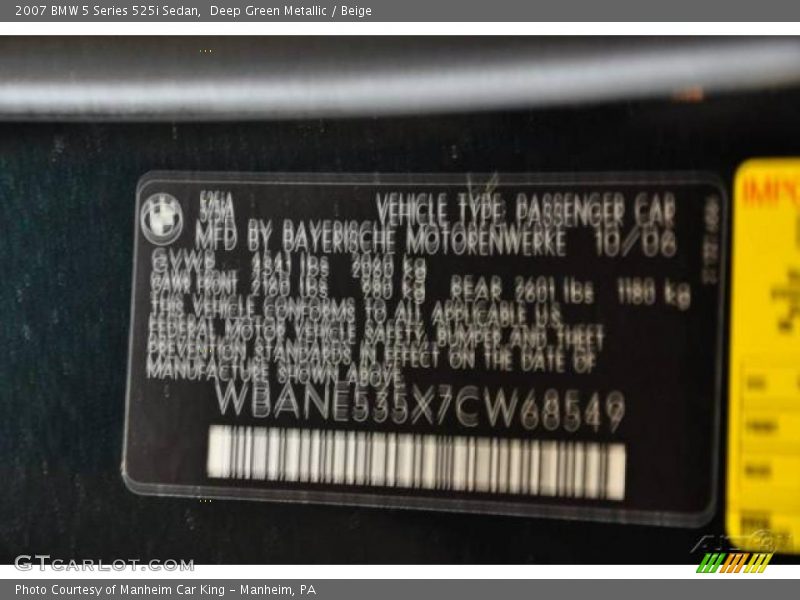 2007 BMW 5 Series 525i Sedan, Deep Green Metallic / Beige
525iA
VEHICLE TYPE: PASSENGER CAR
MFD BY BAYERISCHE MOTORENWERKE 10/06
GVWR 4541 lbs 2060 kg
GAWR FRONT 2160 LBS 980 kg REAR 2601 lbs 1180 kg
THIS VEHICLE CONFORMS TO ALL APPLICABLE U.S.
FEDERAL MOTOR VEHICLE SAFETY, BUMPER AND THEFT
PREVENTION STANDARDS IN EFFECT ON THE DATE OF
MANUFACTURE SHOWN ABOVE
WBANE535X7CW68549
IMPO
GTCARLOT.COM
Photo Courtesy of Manheim Car King - Manheim, PA